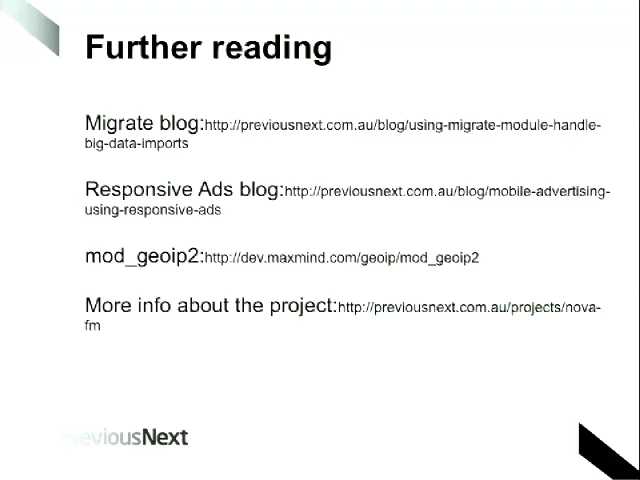 Further reading
Migrate blog:http://previousnext.com.au/blog/using-migrate-module-handle-
big-data-imports
Responsive Ads blog:http://previousnext.com.au/blog/mobile-advertising-
using-responsive-ads
mod_geoip2:http://dev.maxmind.com/geoip/mod_geoip2
More info about the project:http://previousnext.com.au/projects/nova-
fm
PreviousNext